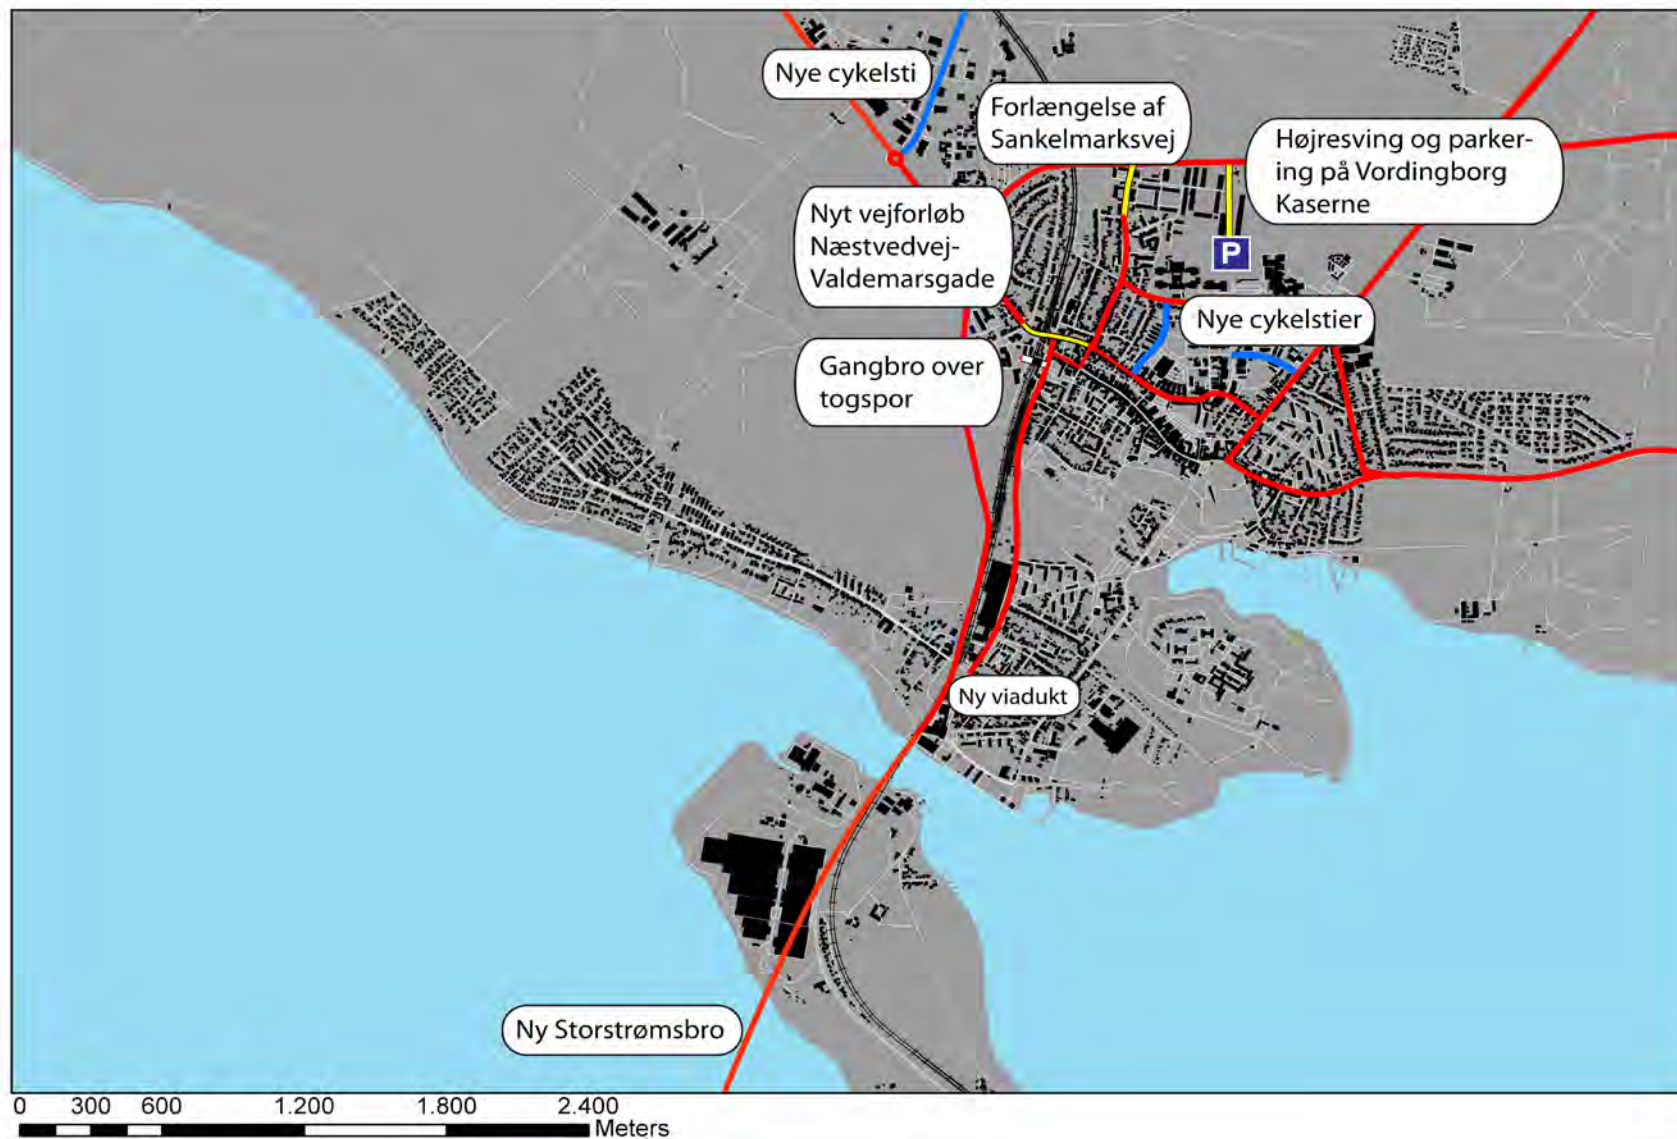 Nye cykelsti
Forlængelse af
Sankelmarksvej
Højresving og parker-
ing på Vordingborg
Kaserne
Nyt vejforløb
Næstvedvej-
Valdemarsgade
P
Nye cykelstier
Gangbro over
togspor
Ny viadukt
Ny Storstrømsbro
0 300 600 1.200 1.800 2.400
Meters